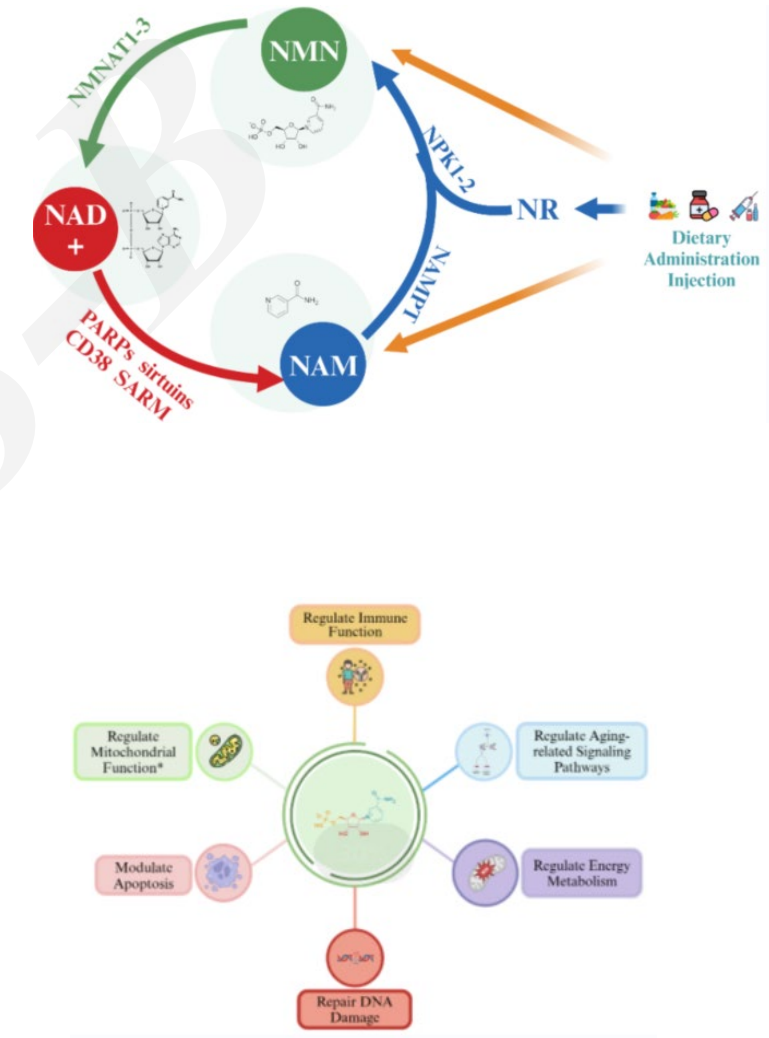 NMN
NMNAT1-3
NPK1-2
NAD
+
NR
Dietary
Administration
Injection
NAMPT
NAM
PARPs sirtuins
CD38 SARM
Regulate Immune
Function
Regulate
Mitochondrial
Function*
Regulate Aging-
related Signaling
Pathways
Modulate
Apoptosis
Regulate Energy
Metabolism
Repair DNA
Damage